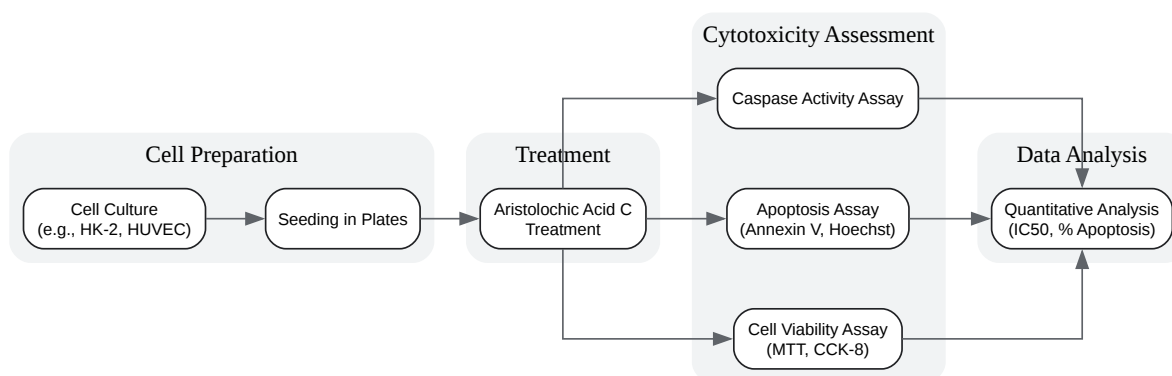 Cytotoxicity Assessment
Caspase Activity Assay
Cell Preparation
Treatment
Data Analysis
Cell Culture
(e.g., HK-2, HUVEC)
Seeding in Plates
Aristolochic Acid C
Treatment
Apoptosis Assay
(Annexin V, Hoechst)
Quantitative Analysis
(IC50, % Apoptosis)
Cell Viability Assay
(MTT, CCK-8)